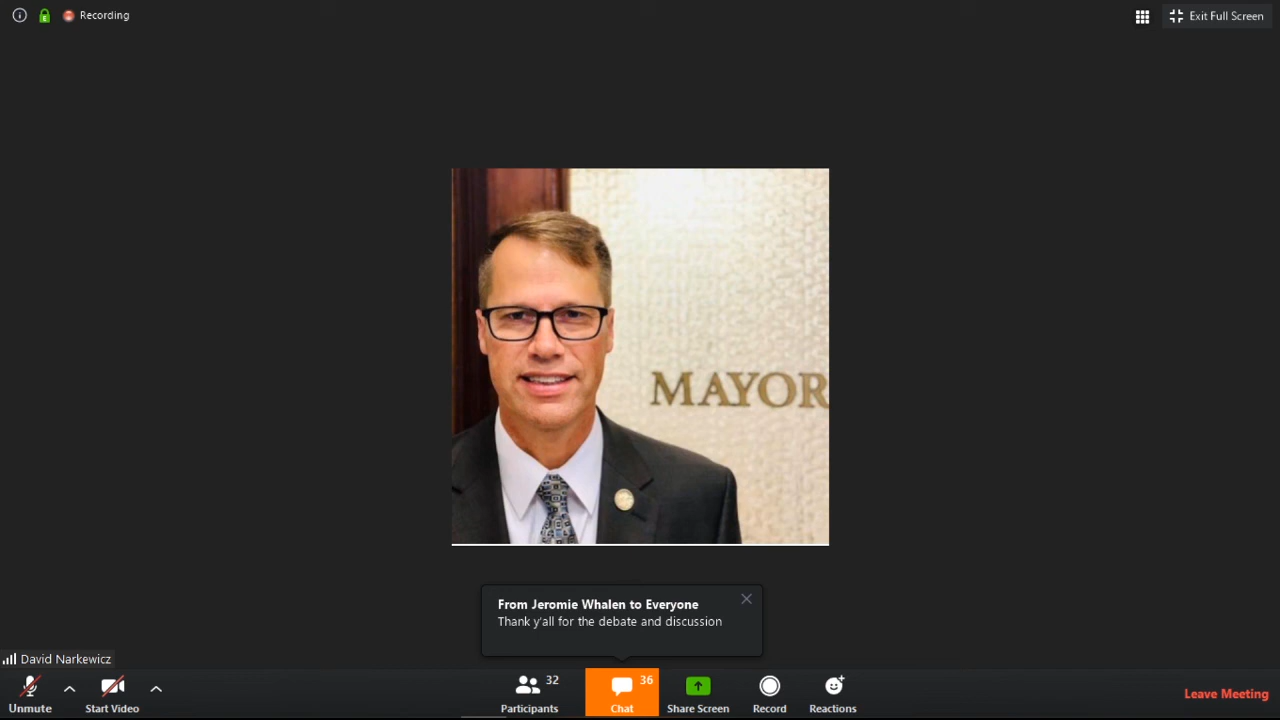 Recording
Exit Full Screen
MAYOR
From Jeromie Whalen to Everyone
Thank y'all for the debate and discussion
David Narkewicz
Unmute
Start Video
32
Participants
36
Chat
Share Screen
Record
Reactions
Leave Meeting